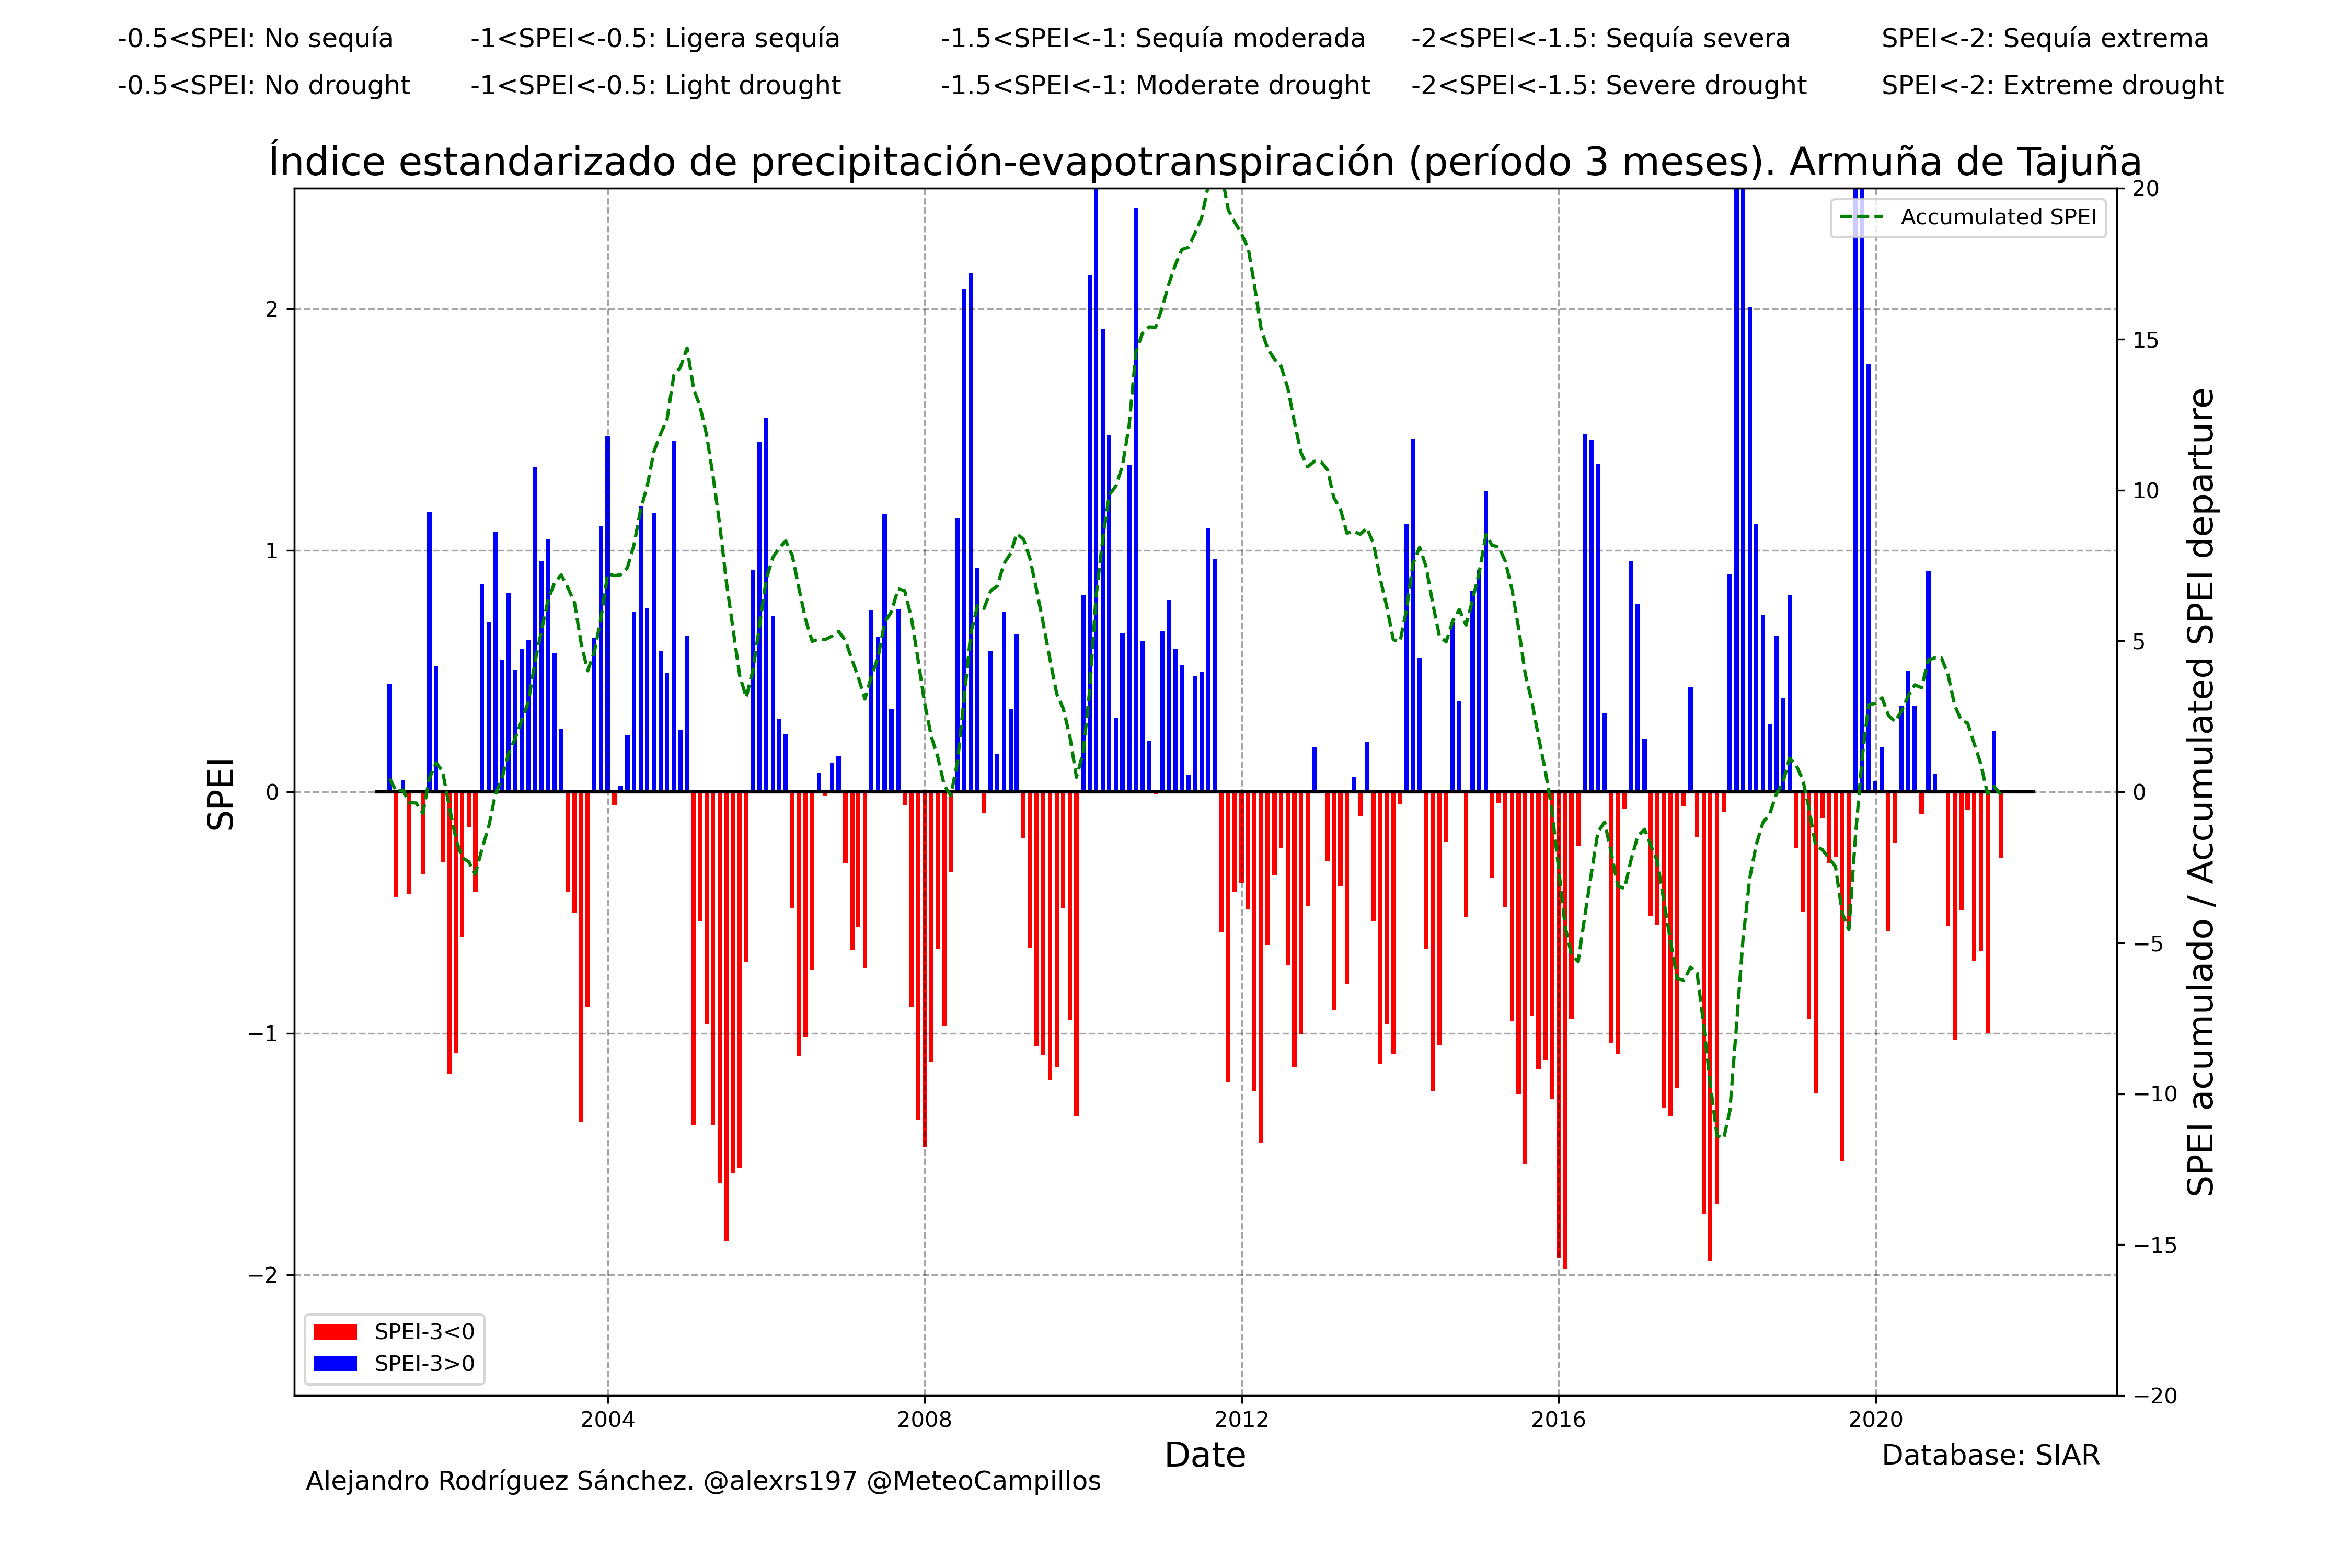 -0.5<SPEI: No sequía -1<SPEI<-0.5: Ligera sequía -1.5<SPEI<-1: Sequía moderada -2<SPEI<-1.5: Sequía severa SPEI<-2: Sequía extrema
-0.5<SPEI: No drought -1<SPEI<-0.5: Light drought -1.5<SPEI<-1: Moderate drought -2<SPEI<-1.5: Severe drought SPEI<-2: Extreme drought
Índice estandarizado de precipitación-evapotranspiración (período 3 meses). Armuña de Tajuña
Accumulated SPEI
SPEI
2
1
0
−1
−2
20
15
10
5
0
−5
−10
−15
−20
SPEI acumulado / Accumulated SPEI departure
SPEI-3<0
SPEI-3>0
2004 2008 2012 2016 2020
Date
Database: SIAR
Alejandro Rodríguez Sánchez. @alexrs197 @MeteoCampillos